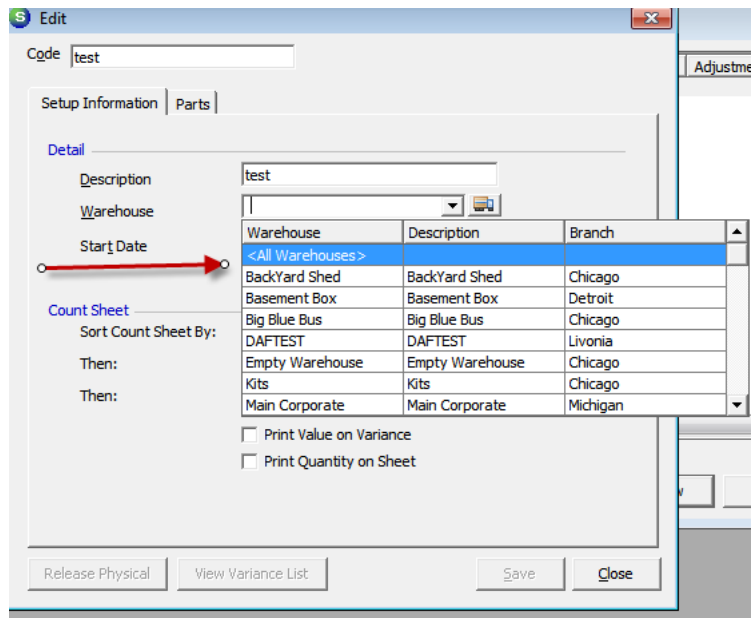 S Edit
Code test
Adjustme
Setup Information Parts
Detail
Description test
Warehouse
Warehouse Description Branch
Start Date
<All Warehouses>
BackYard Shed BackYard Shed Chicago
Basement Box Basement Box Detroit
Count Sheet
Big Blue Bus Big Blue Bus Chicago
Sort Count Sheet By:
DAFTEST DAFTEST Livonia
Then:
Empty Warehouse Empty Warehouse Chicago
Kits Kits Chicago
Then:
Main Corporate Main Corporate Michigan
Print Value on Variance
Print Quantity on Sheet
Release Physical View Variance List Save Close